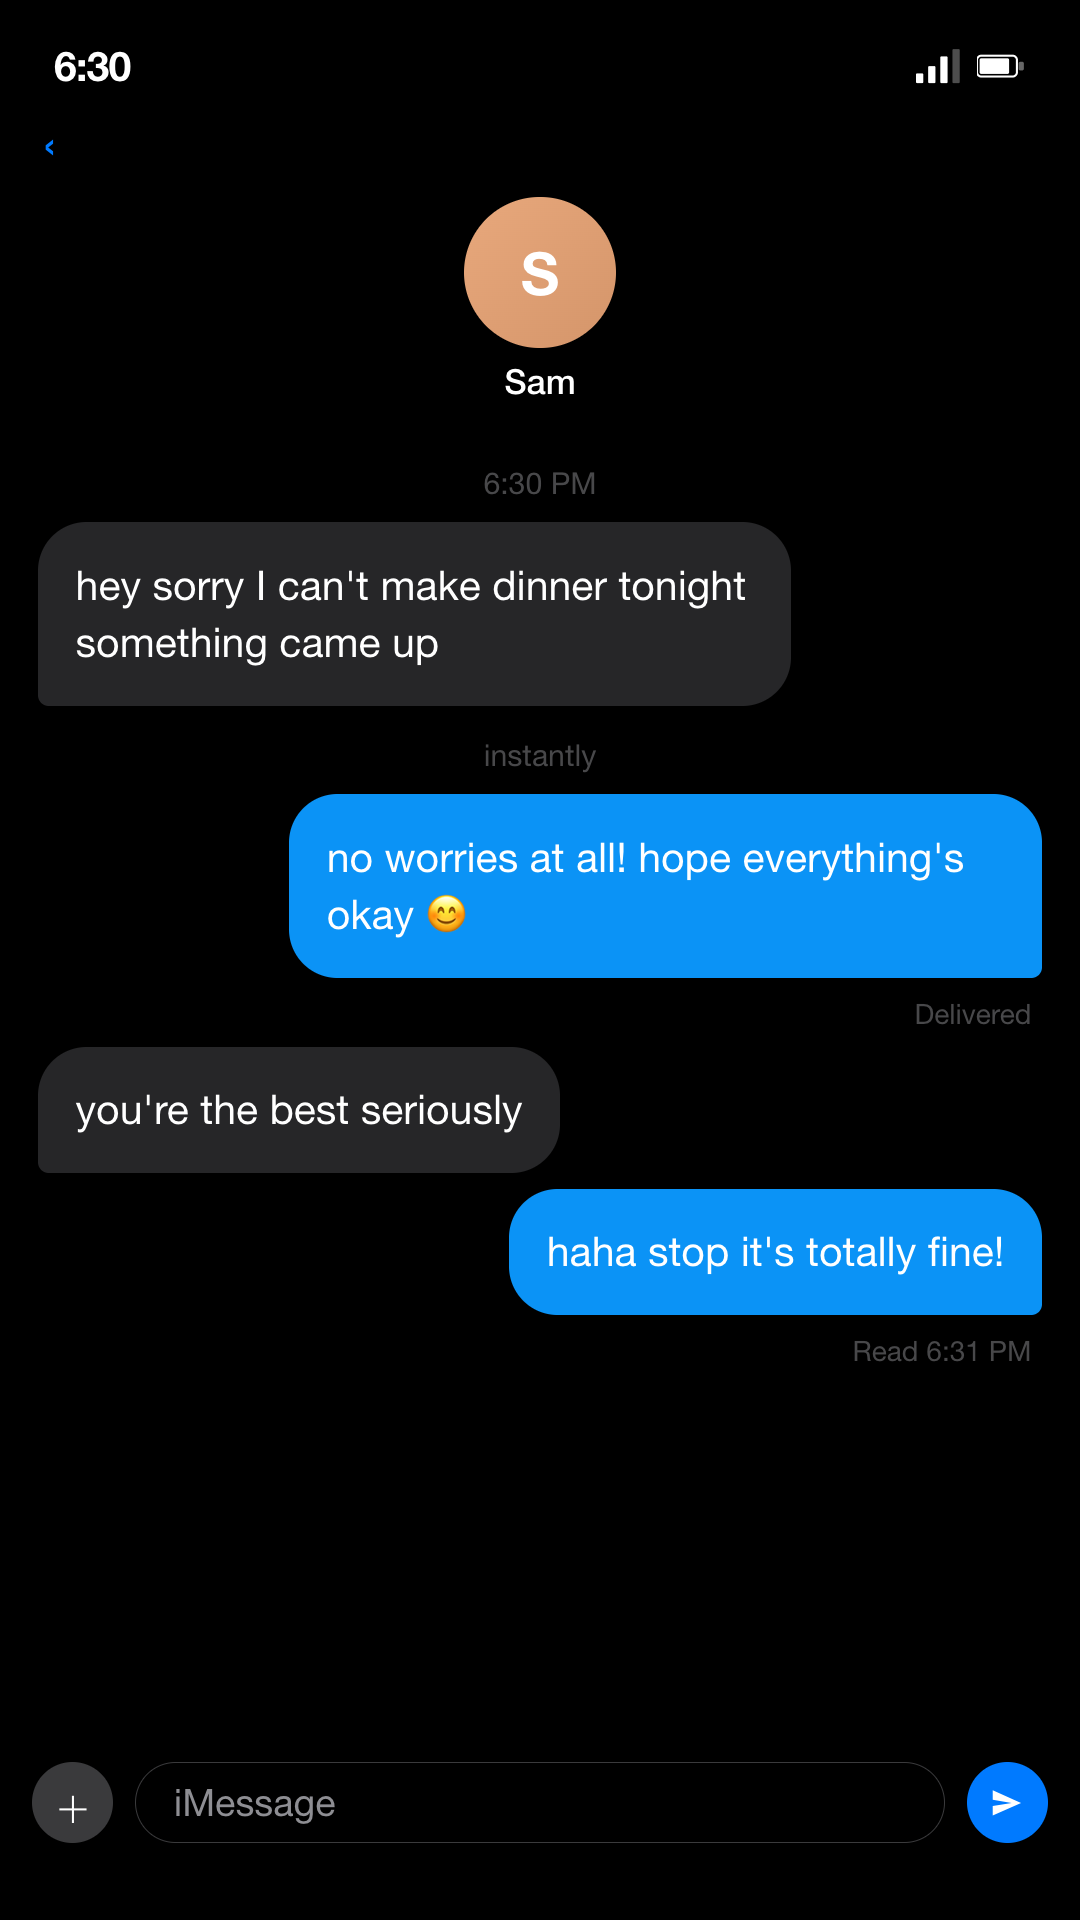 6:30
‹
S
Sam
6:30 PM
hey sorry I can't make dinner tonight
something came up
instantly
no worries at all! hope everything's
okay 😊
Delivered
you're the best seriously
haha stop it's totally fine!
Read 6:31 PM
+
iMessage